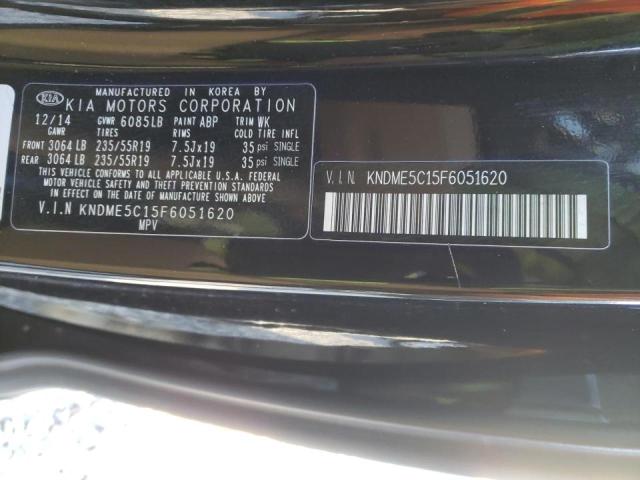 MANUFACTURED IN KOREA BY
KIA KIA MOTORS CORPORATION
12/14 GVWR 6085LB PAINT ABP TRIM WK
GAWR TIRES RIMS COLD TIRE INFL
FRONT 3064 LB 235/55R19 7.5Jx19 35 psi SINGLE
REAR 3064 LB 235/55R19 7.5Jx19 35 psi SINGLE
THIS VEHICLE CONFORMS TO ALL APPLICABLE U.S.A. FEDERAL
MOTOR VEHICLE SAFETY, BUMPER, AND THEFT PREVENTION
STANDARDS IN EFFECT ON THE DATE OF MANUFACTURE SHOWN ABOVE.
V.I.N KNDME5C15F6051620
MPV
V.I.N. KNDME5C15F6051620